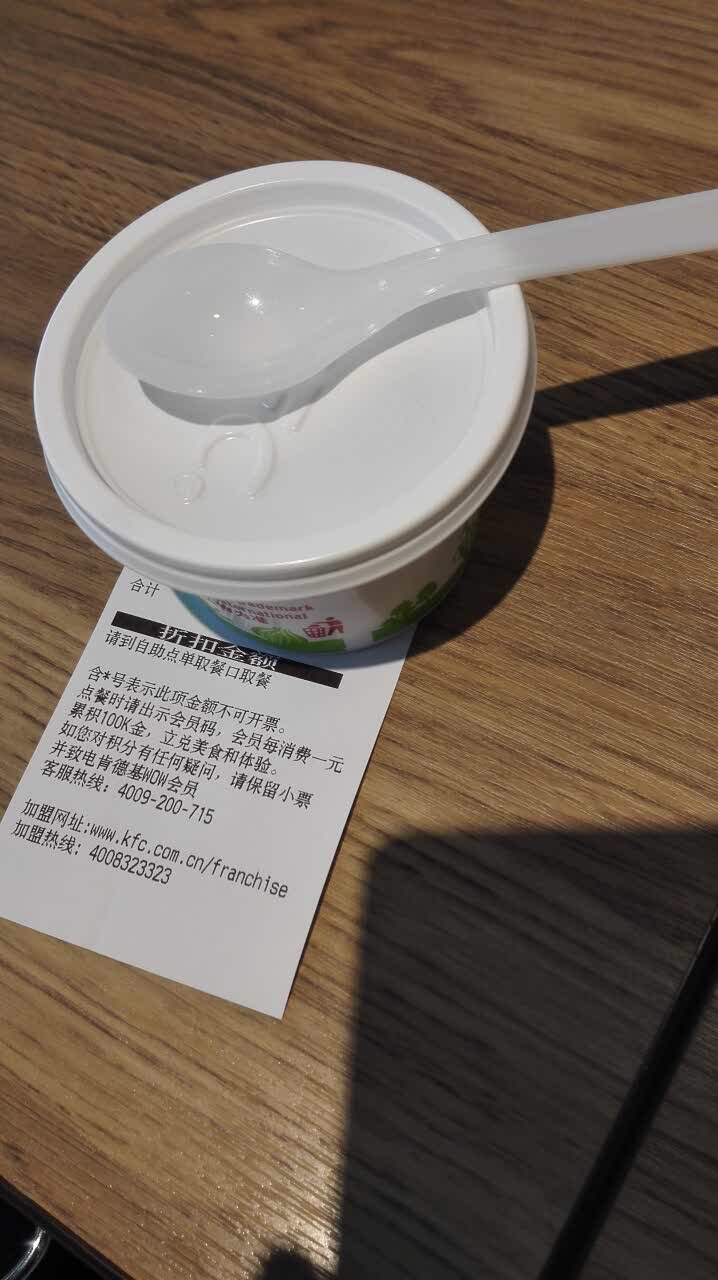 rademark
national
为准
合计
折扣金额
请到自助点单取餐口取餐
含*号表示此项金额不可开票。
点餐时请出示会员码，会员每消费一元
累积100K金，立兑美食和体验。
如您对积分有任何疑问，请保留小票
并致电肯德基WOW会员
客服热线：4009-200-715
加盟网址:www.kfc.com.cn/franchise
加盟热线：4008323323